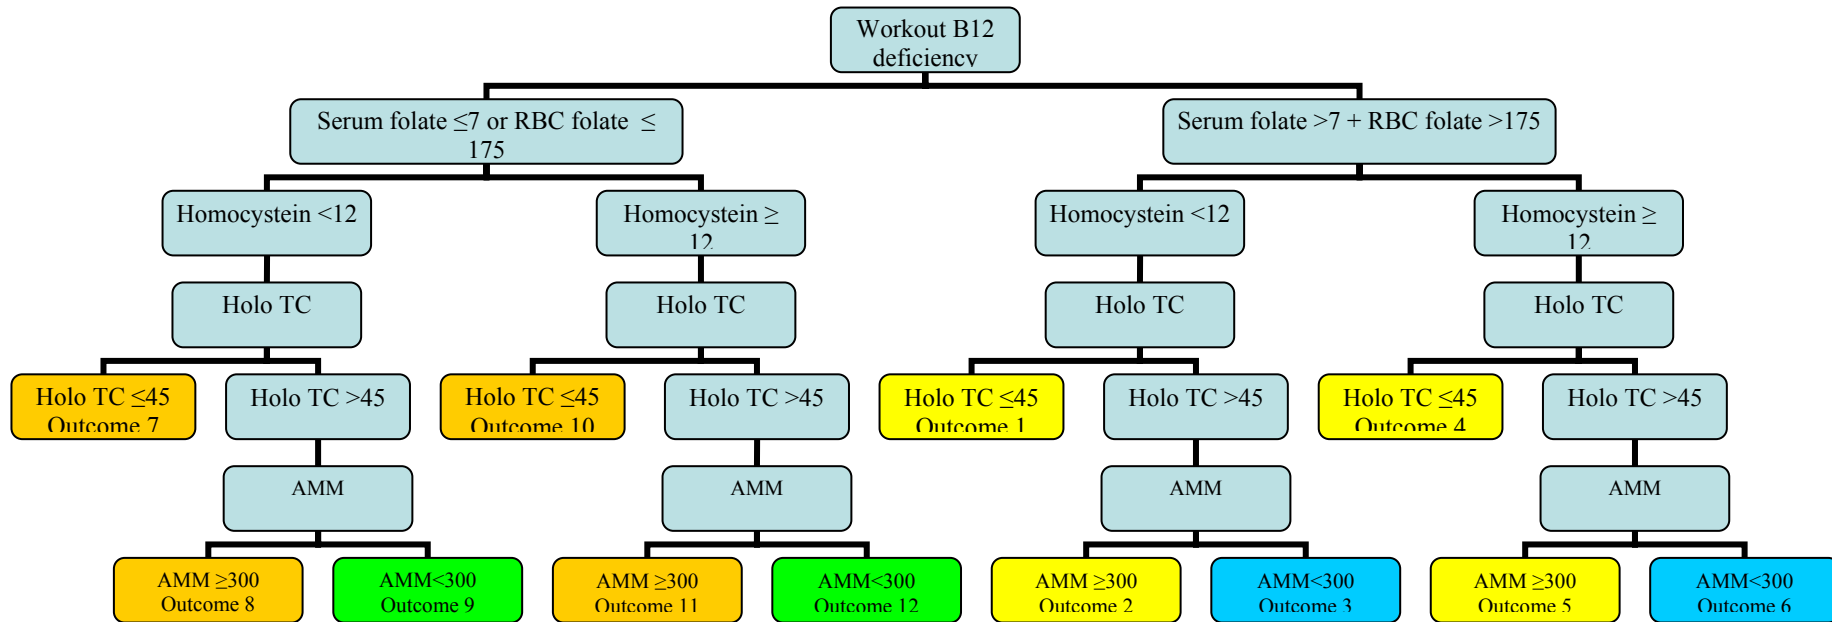 Workout B12
deficiency
Serum folate ≤7 or RBC folate ≤
175
Serum folate >7 + RBC folate >175
Homocystein <12
Homocystein ≥
12
Homocystein <12
Homocystein ≥
12
Holo TC
Holo TC
Holo TC
Holo TC
Holo TC ≤45
Outcome 7
Holo TC >45
Holo TC ≤45
Outcome 10
Holo TC >45
Holo TC ≤45
Outcome 1
Holo TC >45
Holo TC ≤45
Outcome 4
Holo TC >45
AMM
AMM
AMM
AMM
AMM ≥300
Outcome 8
AMM<300
Outcome 9
AMM ≥300
Outcome 11
AMM<300
Outcome 12
AMM ≥300
Outcome 2
AMM<300
Outcome 3
AMM ≥300
Outcome 5
AMM<300
Outcome 6